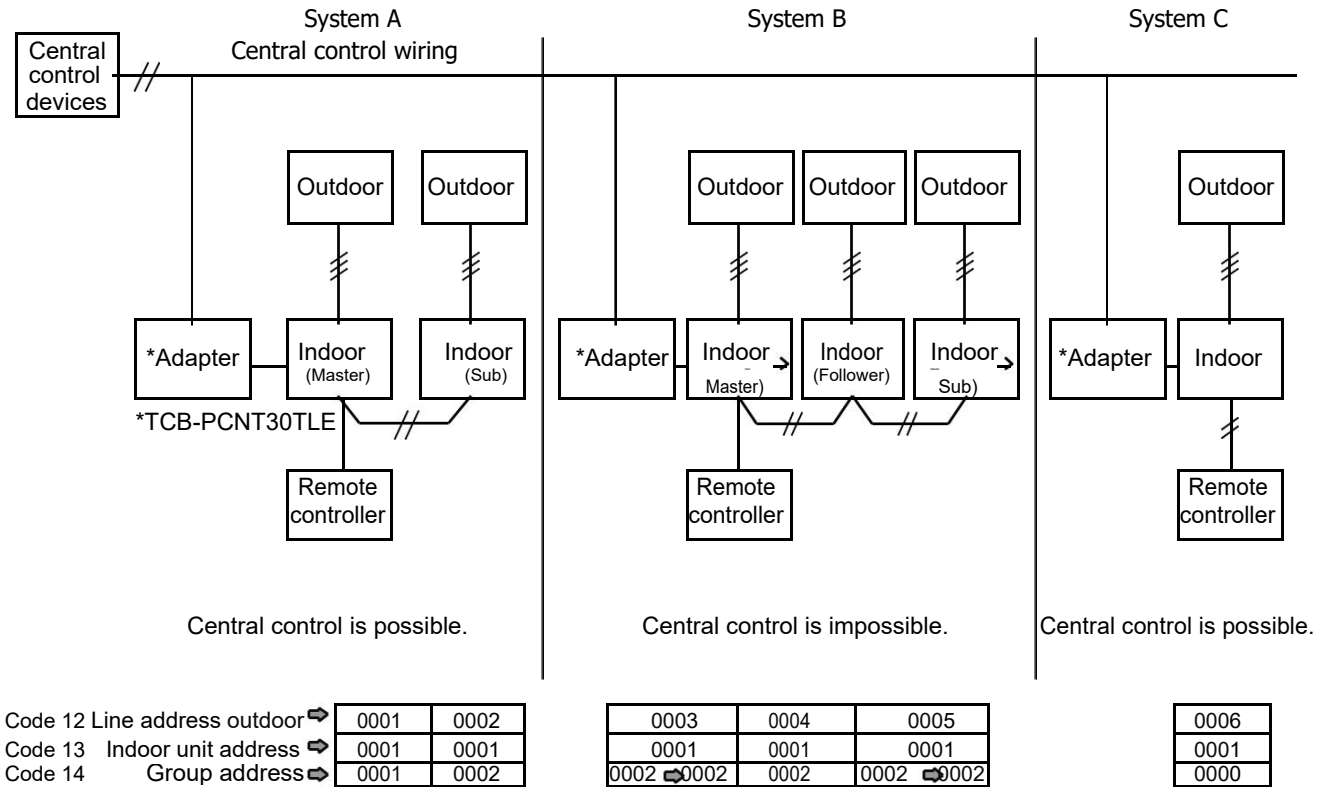 System A
System B
System C
Central control devices
Central control wiring
Outdoor
Outdoor
Outdoor
Outdoor
Outdoor
Outdoor
*Adapter
Indoor
(Master)
Indoor
(Sub)
*Adapter
Indoor
Master)
Indoor
(Follower)
Indoor
Sub)
*Adapter
Indoor
*TCB-PCNT30TLE
Remote
controller
Remote
controller
Remote
controller
Central control is possible.
Central control is impossible.
Central control is possible.
Code 12 Line address outdoor 0001 0002 0003 0004 0005 0006
Code 13 Indoor unit address 0001 0001 0001 0001 0001 0001
Code 14 Group address 0001 0002 0002 0002 0002 0002 0002 0000